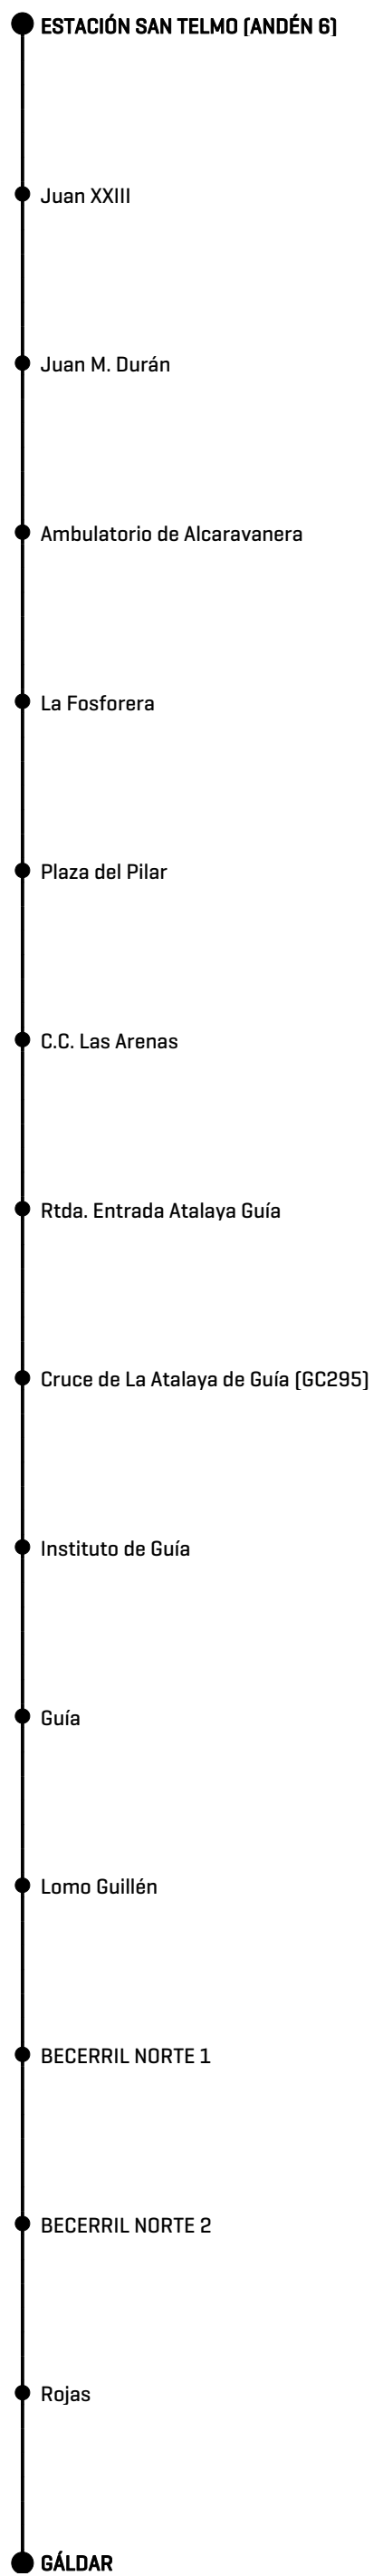 ESTACIÓN SAN TELMO (ANDÉN 6)
Juan XXIII
Juan M. Durán
Ambulatorio de Alcaravanera
La Fosforera
Plaza del Pilar
C.C. Las Arenas
Rtda. Entrada Atalaya Guía
Cruce de La Atalaya de Guía (GC295)
Instituto de Guía
Guía
Lomo Guillén
BECERRIL NORTE 1
BECERRIL NORTE 2
Rojas
GÁLDAR